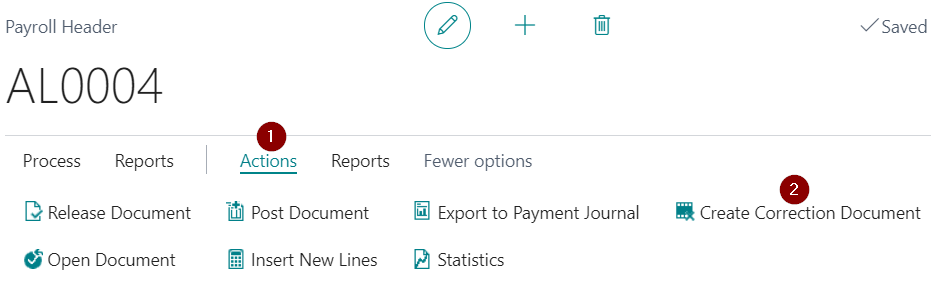 Payroll Header
Saved
AL0004
1
Process Reports Actions Reports Fewer options
2
Release Document Post Document Export to Payment Journal Create Correction Document
Open Document Insert New Lines Statistics